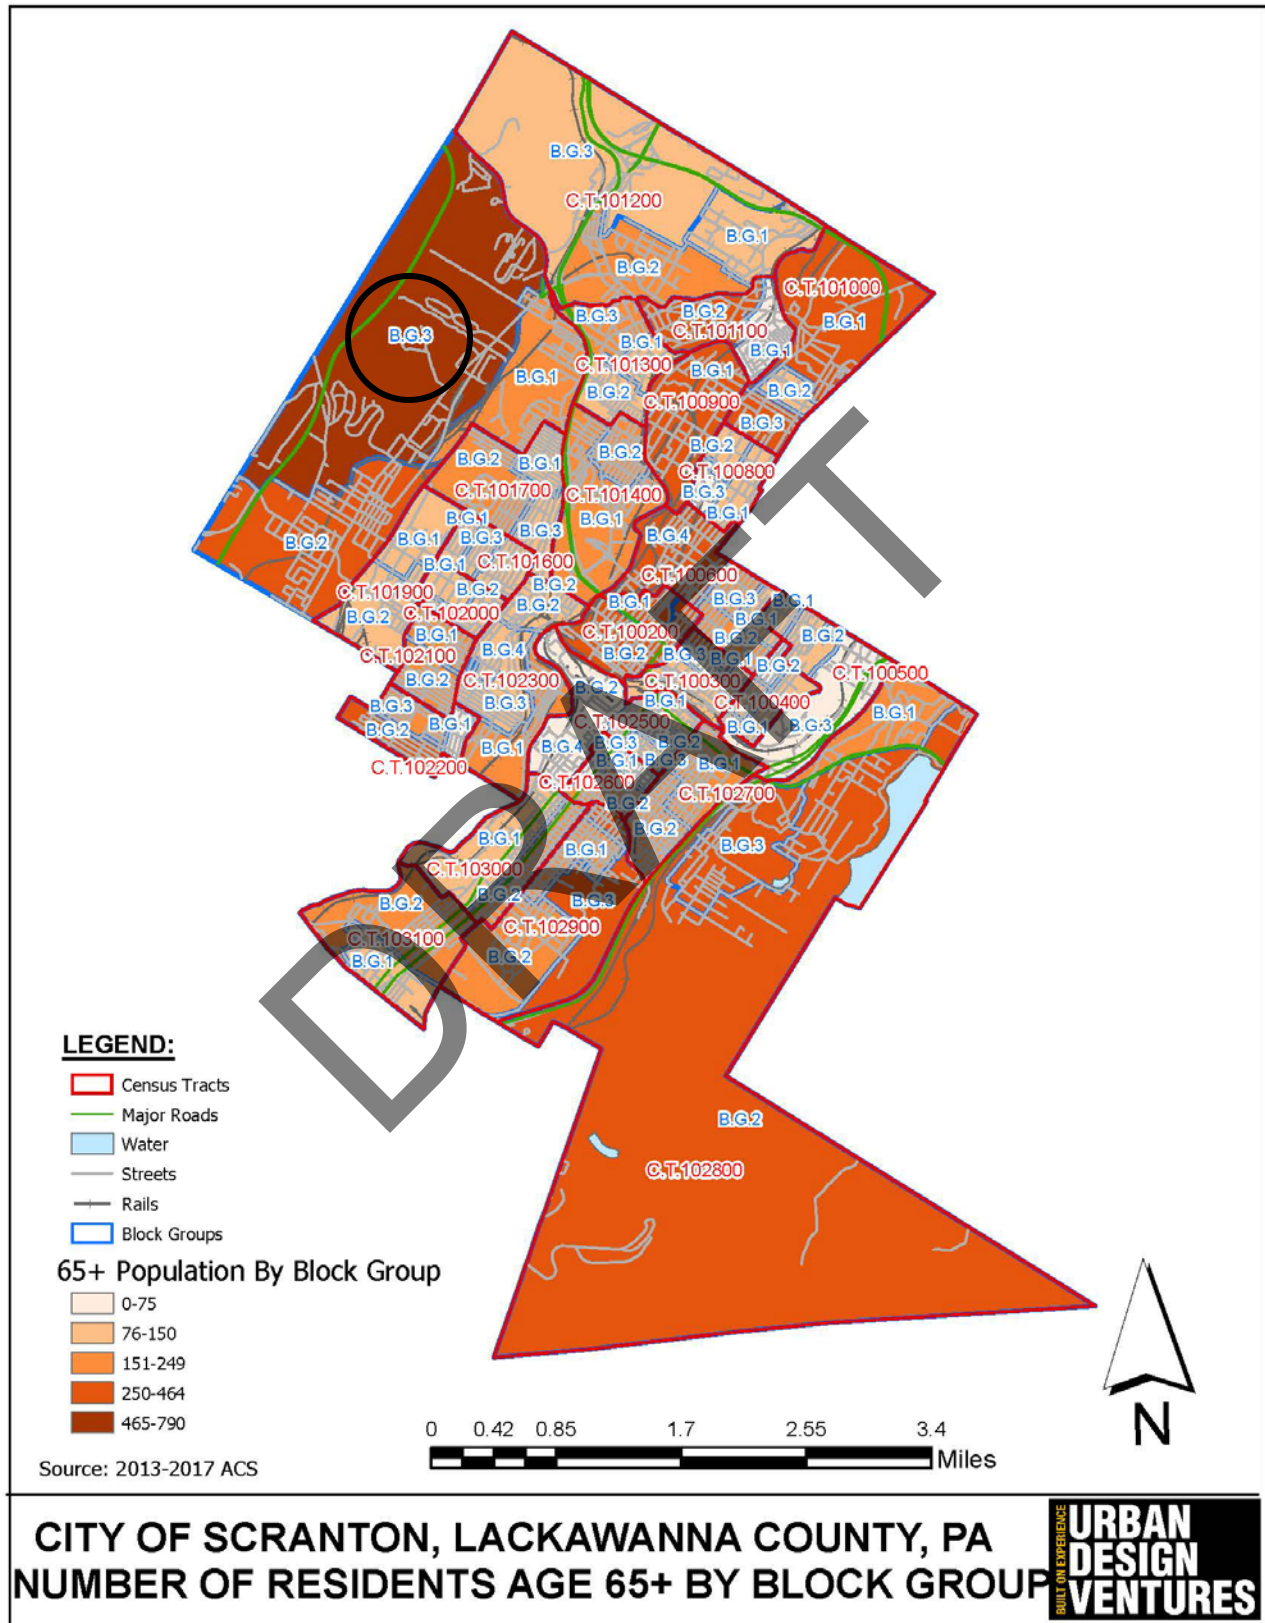 B.G.3
C.T.101200
B.G.1
B.G.2
C.T.101000
B.G.1
B.G.3
B.G.3
B.G.2
C.T.101100
B.G.1
B.G.1
C.T.101300
B.G.1
B.G.1
B.G.2
B.G.2
C.T.100900
B.G.3
B.G.2
B.G.2
B.G.2
B.G.1
C.T.100800
C.T.101700
C.T.101400
B.G.3
B.G.1
B.G.1
B.G.1
B.G.3
B.G.1
B.G.3
B.G.4
B.G.2
C.T.101600
B.G.1
C.T.100600
B.G.2
B.G.2
C.T.101900
B.G.2
B.G.1
B.G.3
B.G.1
C.T.102000
B.G.2
B.G.1
B.G.1
C.T.100200
B.G.2
B.G.2
C.T.102100
B.G.4
B.G.2
B.G.3
B.G.1
B.G.2
C.T.100500
B.G.2
C.T.102300
B.G.2
C.T.100300
B.G.3
B.G.3
B.G.1
C.T.100400
B.G.1
B.G.2
B.G.1
C.T.102500
B.G.1
B.G.3
B.G.1
B.G.4
B.G.3
B.G.2
C.T.102200
B.G.1
B.G.3
B.G.1
C.T.102600
C.T.102700
B.G.2
B.G.1
B.G.1
B.G.2
B.G.3
C.T.103000
B.G.2
B.G.2
B.G.3
C.T.102900
C.T.103100
B.G.1
B.G.2
DRAFT
B.G.2
C.T.102800
LEGEND:
Census Tracts
Major Roads
Water
Streets
Rails
Block Groups
65+ Population By Block Group
0-75
76-150
151-249
250-464
465-790
Source: 2013-2017 ACS
0 0.42 0.85 1.7 2.55 3.4
Miles
N
CITY OF SCRANTON, LACKAWANNA COUNTY, PA
NUMBER OF RESIDENTS AGE 65+ BY BLOCK GROUP
BUILT ON EXPERIENCE
URBAN
DESIGN
VENTURES